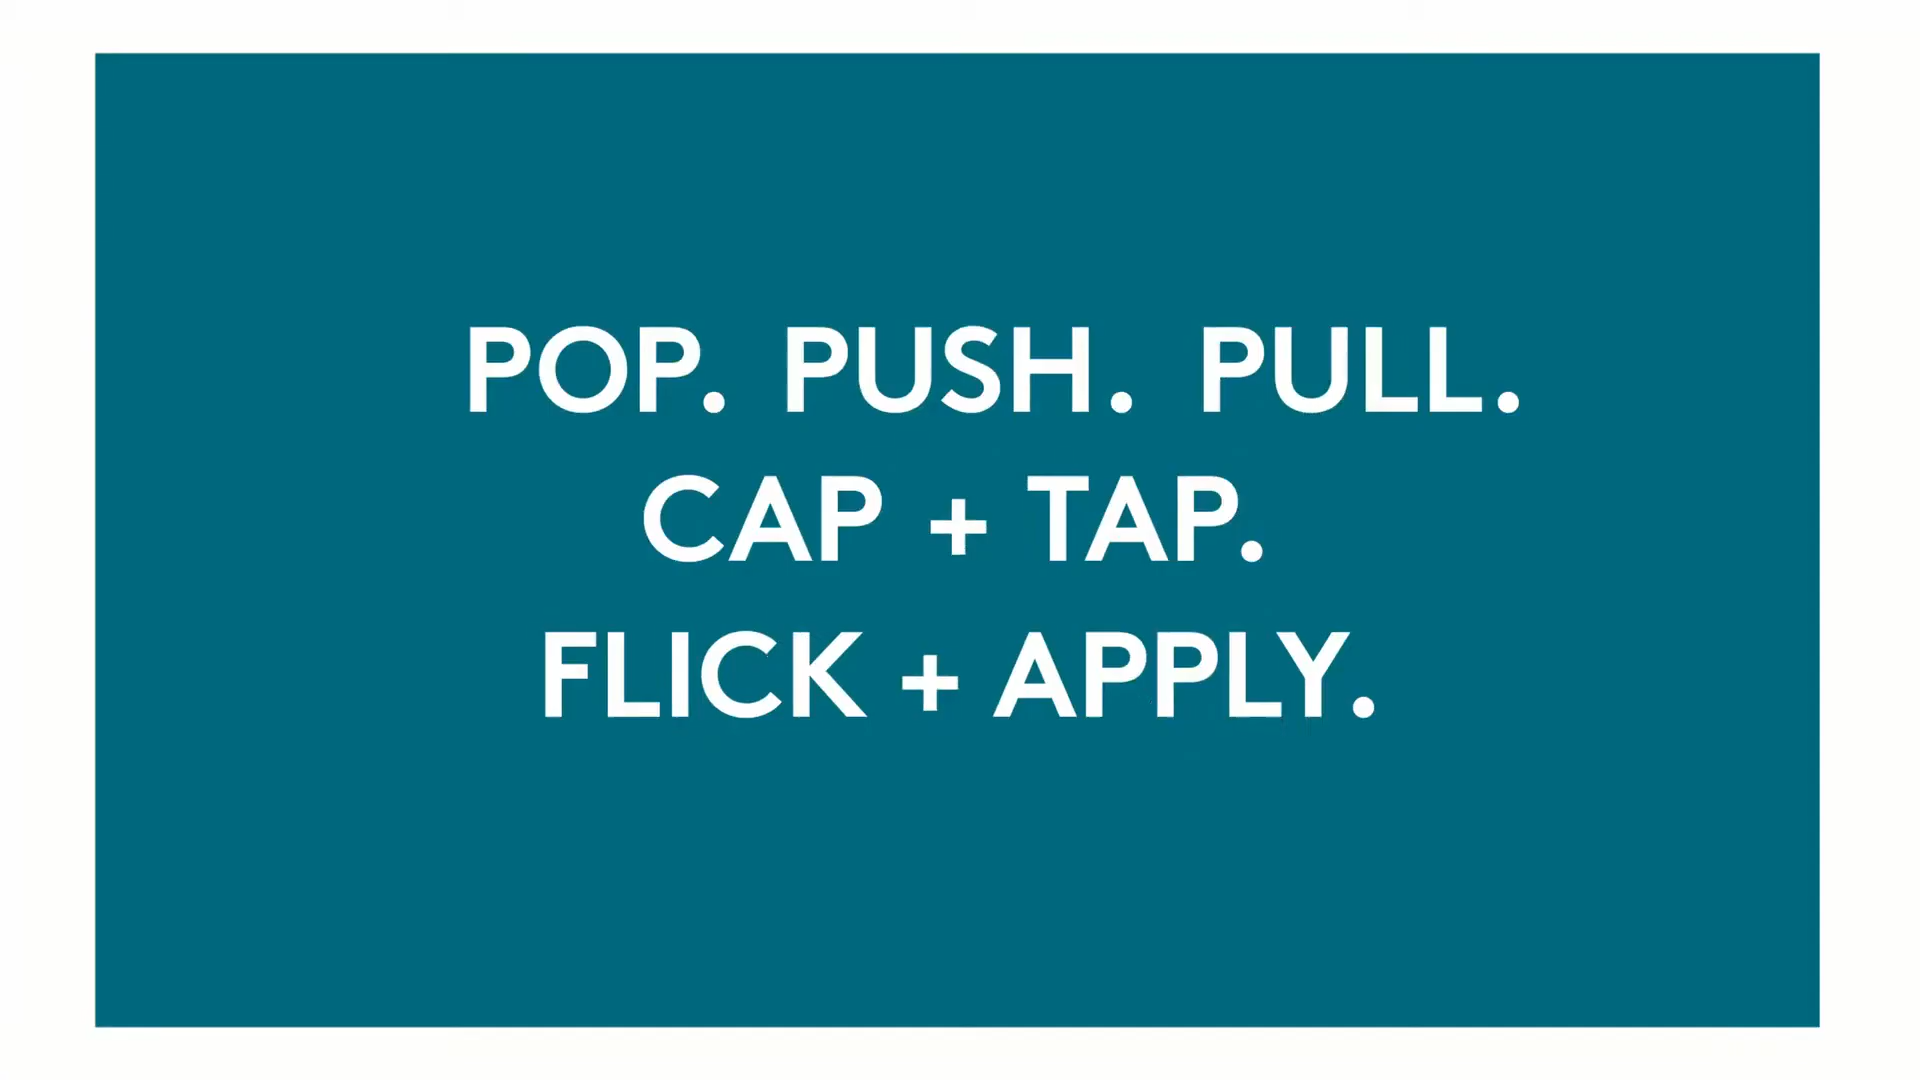 POP. PUSH. PULL.
CAP + TAP.
FLICK + APPLY.